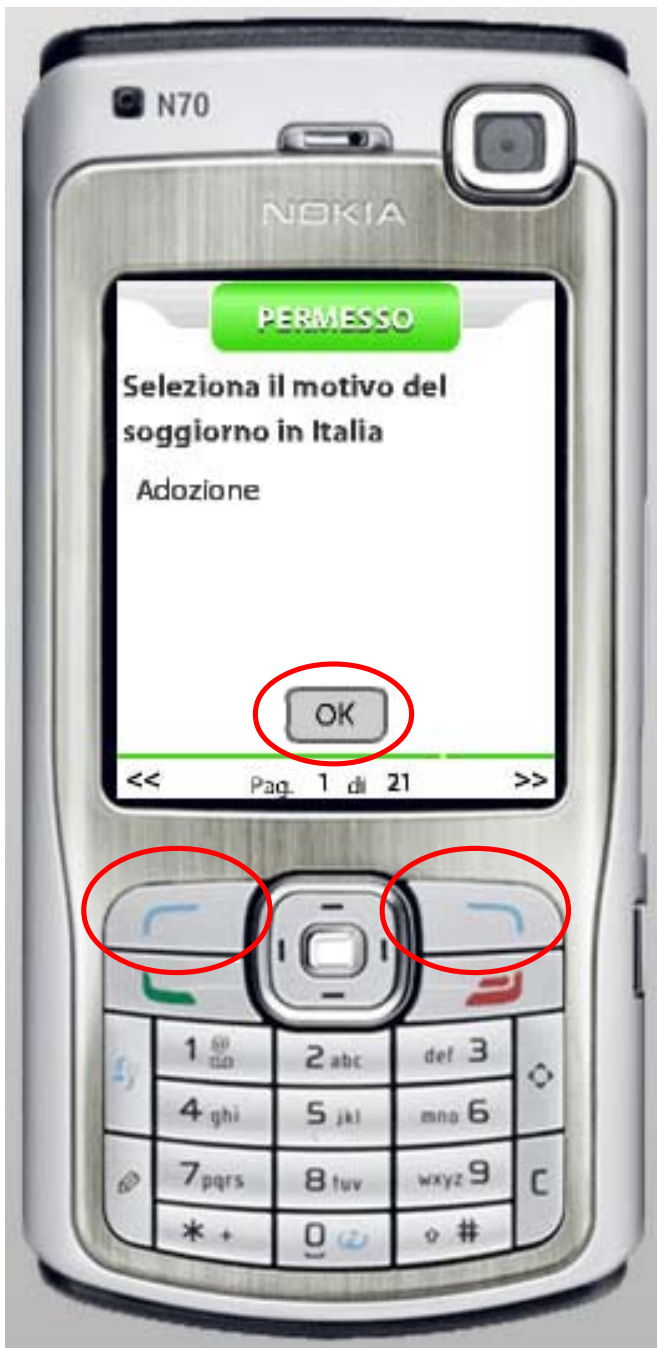 N70
NOKIA
PERMESSO
Seleziona il motivo del
soggiorno in Italia
Adozione
OK
<< Pag. 1 di 21 >>
1 @
2 abc
def 3
4 ghi
5 jkl
mno 6
7 pqrs
8 tuv
wxyz 9
C
* +
0
#